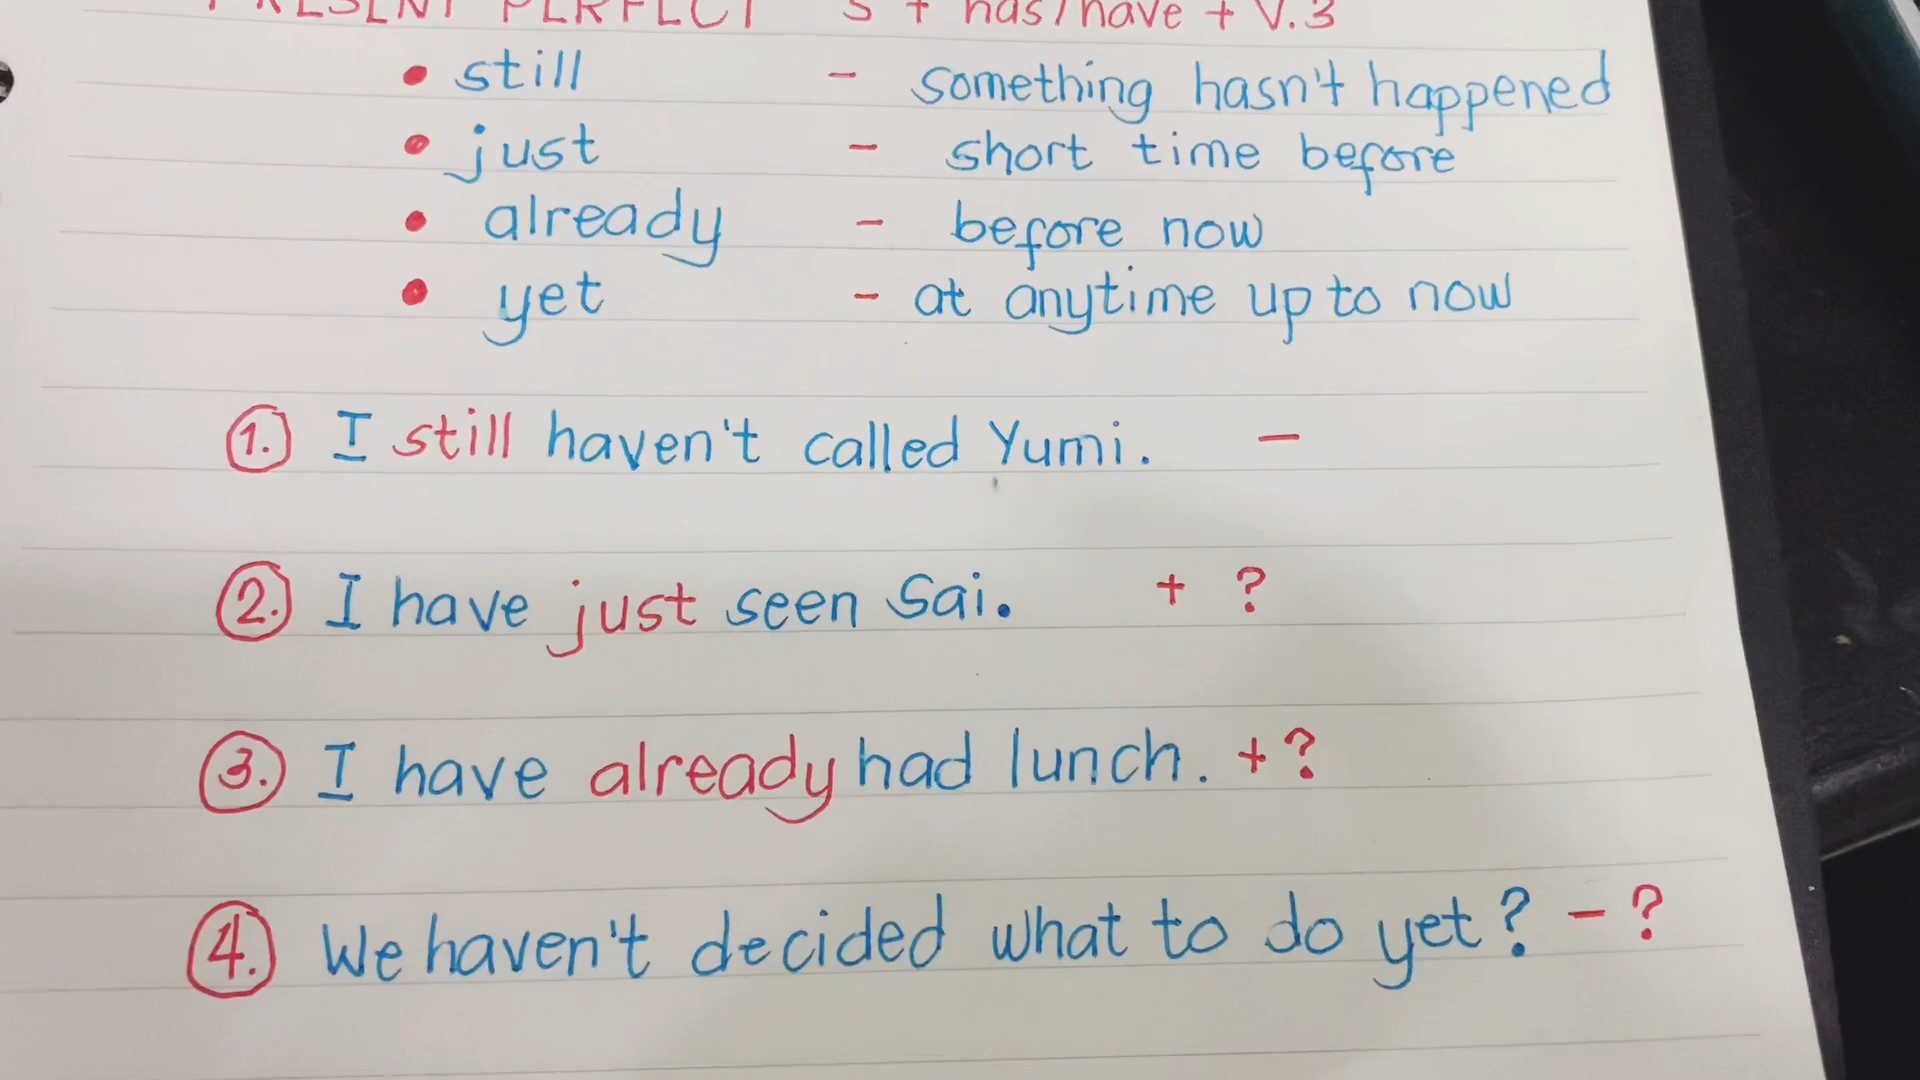 PRESENT PERFECT S + has/have + V.3
• still - something hasn't happened
• just - short time before
• already - before now
• yet - at anytime up to now
1. I still haven't called Yumi. -
2. I have just seen Sai. + ?
3. I have already had lunch. + ?
4. We haven't decided what to do yet? - ?